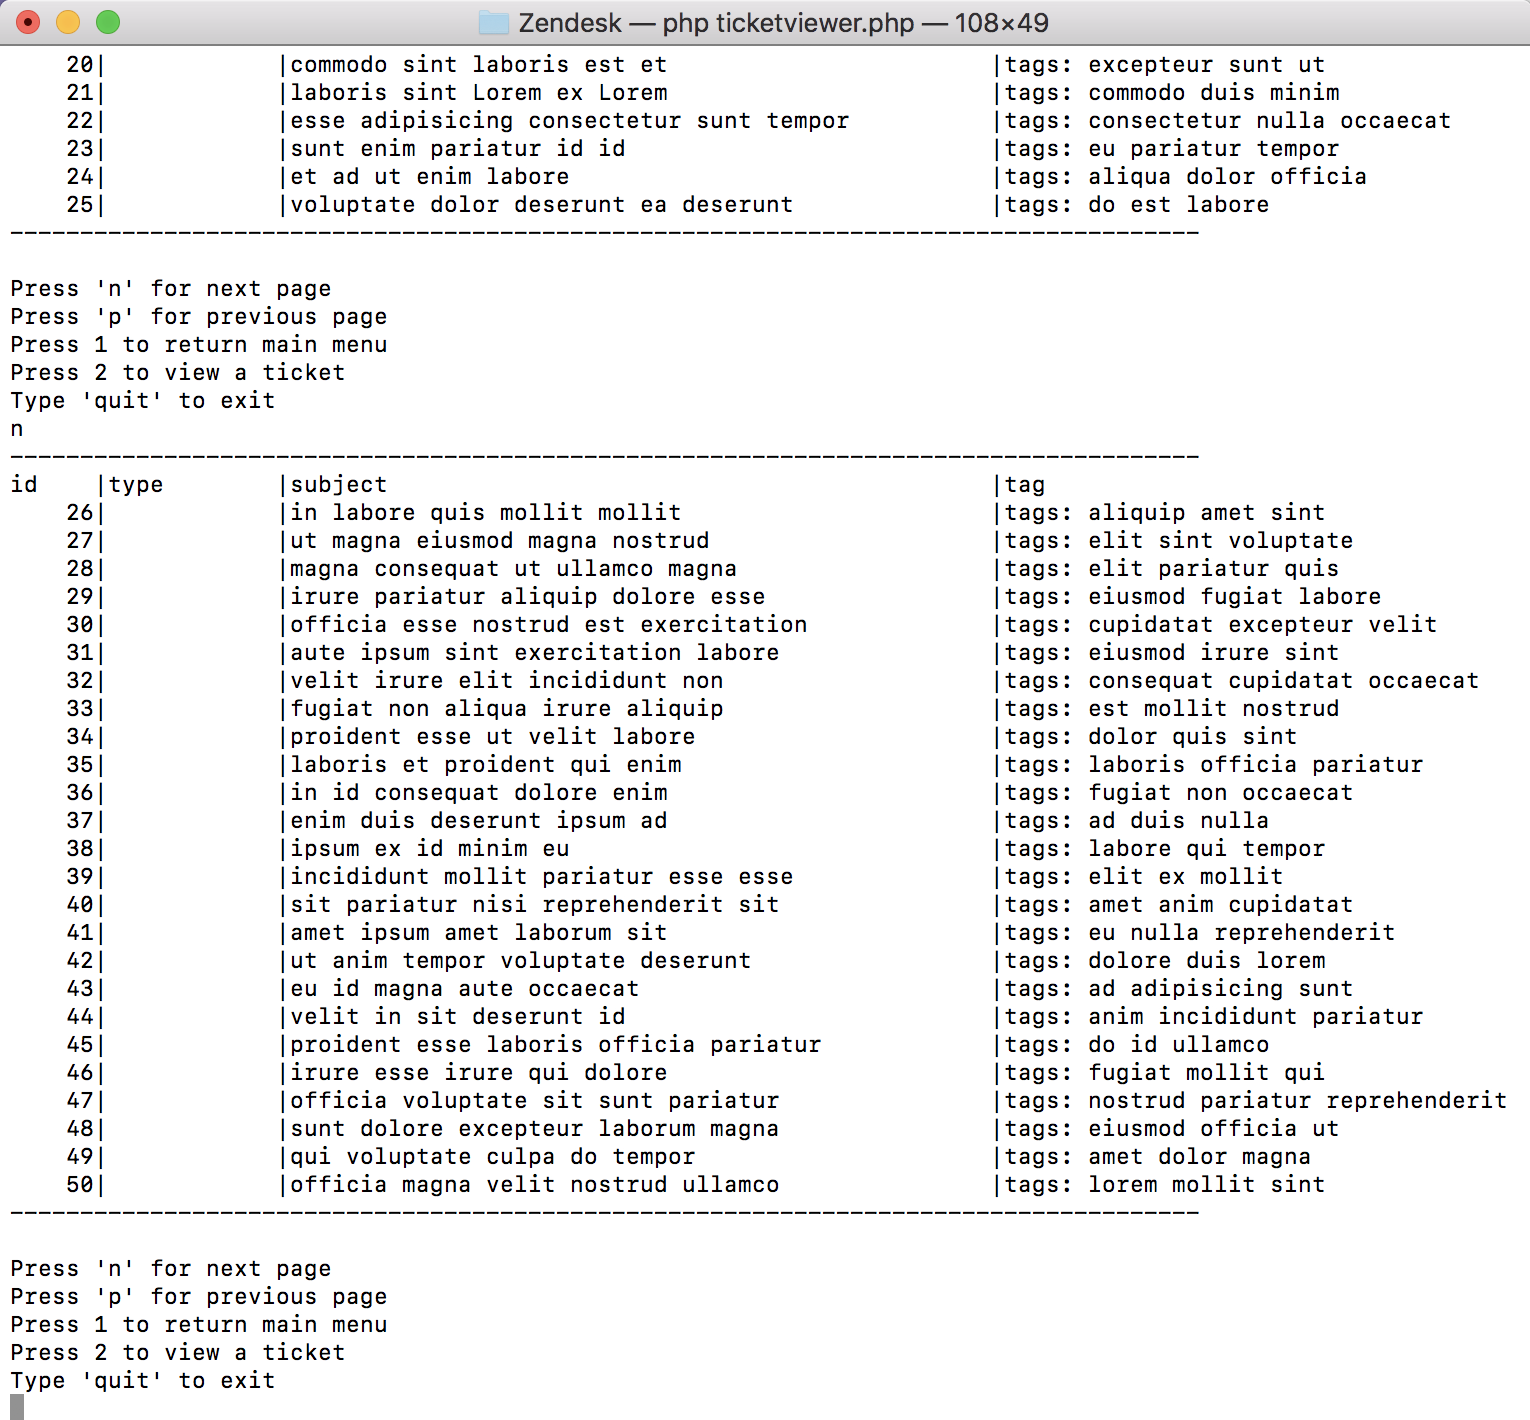 Zendesk — php ticketviewer.php — 108×49
20| |commodo sint laboris est et |tags: excepteur sunt ut
21| |laboris sint Lorem ex Lorem |tags: commodo duis minim
22| |esse adipisicing consectetur sunt tempor |tags: consectetur nulla occaecat
23| |sunt enim pariatur id id |tags: eu pariatur tempor
24| |et ad ut enim labore |tags: aliqua dolor officia
25| |voluptate dolor deserunt ea deserunt |tags: do est labore
-------------------------------------------------------------------------------------
Press 'n' for next page
Press 'p' for previous page
Press 1 to return main menu
Press 2 to view a ticket
Type 'quit' to exit
n
-------------------------------------------------------------------------------------
id |type |subject |tag
26| |in labore quis mollit mollit |tags: aliquip amet sint
27| |ut magna eiusmod magna nostrud |tags: elit sint voluptate
28| |magna consequat ut ullamco magna |tags: elit pariatur quis
29| |irure pariatur aliquip dolore esse |tags: eiusmod fugiat labore
30| |officia esse nostrud est exercitation |tags: cupidatat excepteur velit
31| |aute ipsum sint exercitation labore |tags: eiusmod irure sint
32| |velit irure elit incididunt non |tags: consequat cupidatat occaecat
33| |fugiat non aliqua irure aliquip |tags: est mollit nostrud
34| |proident esse ut velit labore |tags: dolor quis sint
35| |laboris et proident qui enim |tags: laboris officia pariatur
36| |in id consequat dolore enim |tags: fugiat non occaecat
37| |enim duis deserunt ipsum ad |tags: ad duis nulla
38| |ipsum ex id minim eu |tags: labore qui tempor
39| |incididunt mollit pariatur esse esse |tags: elit ex mollit
40| |sit pariatur nisi reprehenderit sit |tags: amet anim cupidatat
41| |amet ipsum amet laborum sit |tags: eu nulla reprehenderit
42| |ut anim tempor voluptate deserunt |tags: dolore duis lorem
43| |eu id magna aute occaecat |tags: ad adipisicing sunt
44| |velit in sit deserunt id |tags: anim incididunt pariatur
45| |proident esse laboris officia pariatur |tags: do id ullamco
46| |irure esse irure qui dolore |tags: fugiat mollit qui
47| |officia voluptate sit sunt pariatur |tags: nostrud pariatur reprehenderit
48| |sunt dolore excepteur laborum magna |tags: eiusmod officia ut
49| |qui voluptate culpa do tempor |tags: amet dolor magna
50| |officia magna velit nostrud ullamco |tags: lorem mollit sint
-------------------------------------------------------------------------------------
Press 'n' for next page
Press 'p' for previous page
Press 1 to return main menu
Press 2 to view a ticket
Type 'quit' to exit